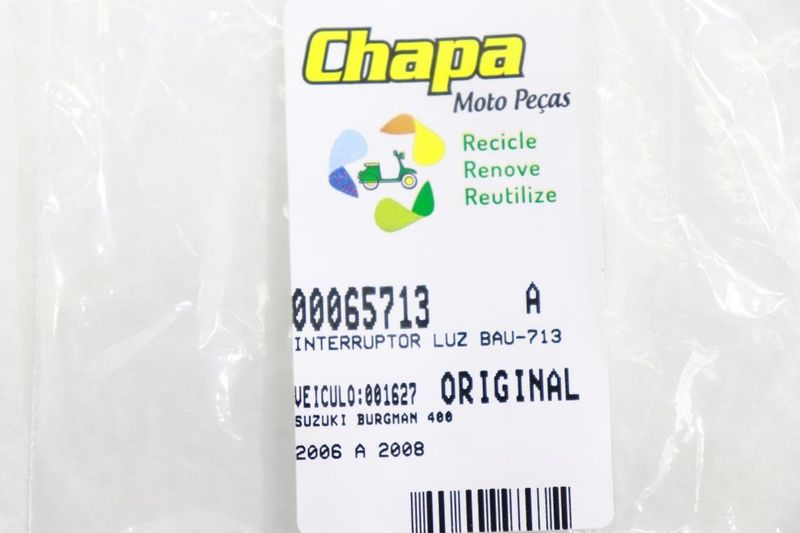 Chapa
Moto Peças
Recicle
Renove
Reutilize
00065713 A
INTERRUPTOR LUZ BAU-713
VEICULO:001627 ORIGINAL
SUZUKI BURGMAN 400
2006 A 2008